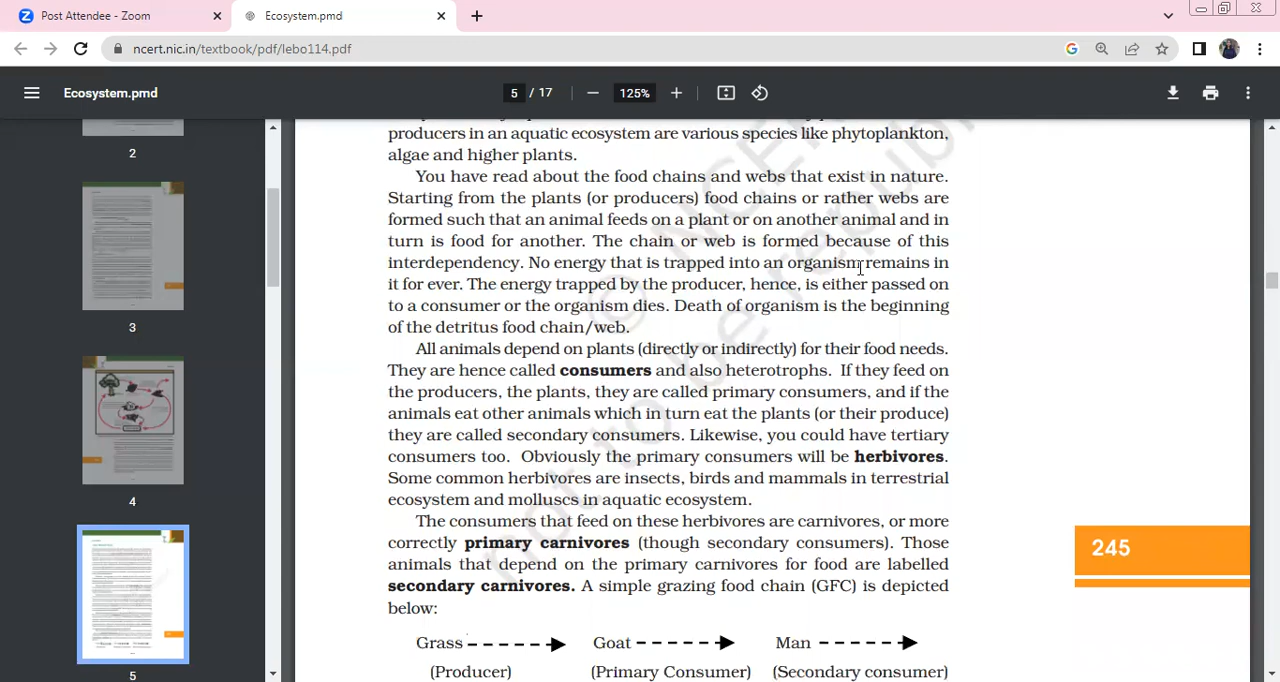 Post Attendee - Zoom
Ecosystem.pmd
ncert.nic.in/textbook/pdf/lebo114.pdf
Ecosystem.pmd
5 / 17
125%
2
3
4
5
producers in an aquatic ecosystem are various species like phytoplankton,
algae and higher plants.
You have read about the food chains and webs that exist in nature.
Starting from the plants (or producers) food chains or rather webs are
formed such that an animal feeds on a plant or on another animal and in
turn is food for another. The chain or web is formed because of this
interdependency. No energy that is trapped into an organism remains in
it for ever. The energy trapped by the producer, hence, is either passed on
to a consumer or the organism dies. Death of organism is the beginning
of the detritus food chain/web.
All animals depend on plants (directly or indirectly) for their food needs.
They are hence called consumers and also heterotrophs. If they feed on
the producers, the plants, they are called primary consumers, and if the
animals eat other animals which in turn eat the plants (or their produce)
they are called secondary consumers. Likewise, you could have tertiary
consumers too. Obviously the primary consumers will be herbivores.
Some common herbivores are insects, birds and mammals in terrestrial
ecosystem and molluscs in aquatic ecosystem.
The consumers that feed on these herbivores are carnivores, or more
correctly primary carnivores (though secondary consumers). Those
animals that depend on the primary carnivores for food are labelled
secondary carnivores. A simple grazing food chain (GFC) is depicted
below:
Grass Goat Man
(Producer) (Primary Consumer) (Secondary consumer)
245
© NCER
not to be republ